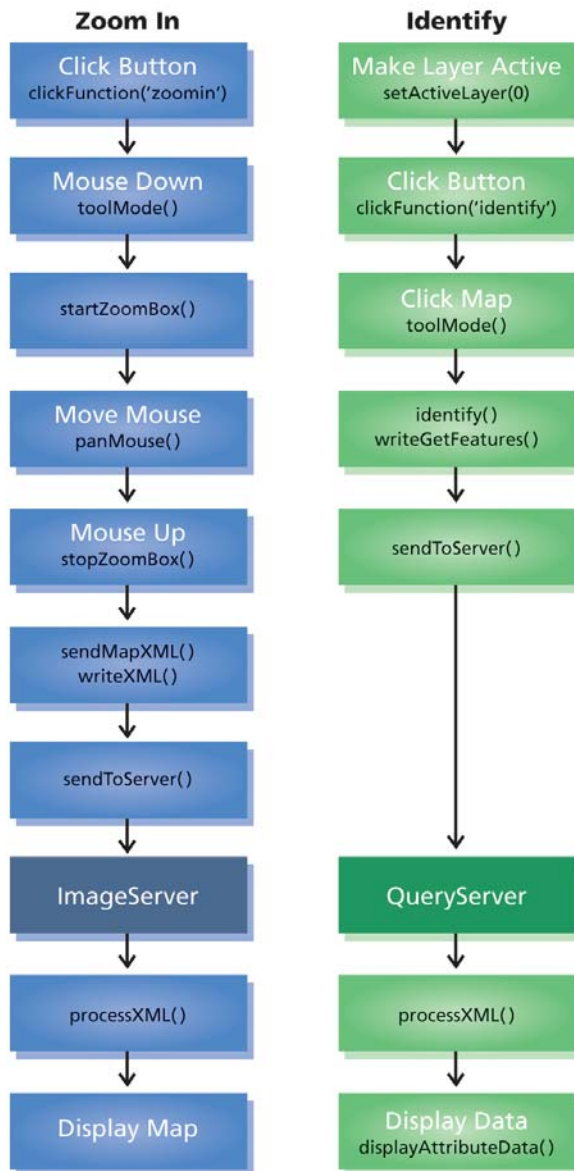 Zoom In
Click Button
clickFunction('zoomin')
Mouse Down
toolMode()
startZoomBox()
Move Mouse
panMouse()
Mouse Up
stopZoomBox()
sendMapXML()
writeXML()
sendToServer()
ImageServer
processXML()
Display Map
Identify
Make Layer Active
setActiveLayer(0)
Click Button
clickFunction('identify')
Click Map
toolMode()
identify()
writeGetFeatures()
sendToServer()
QueryServer
processXML()
Display Data
displayAttributeData()